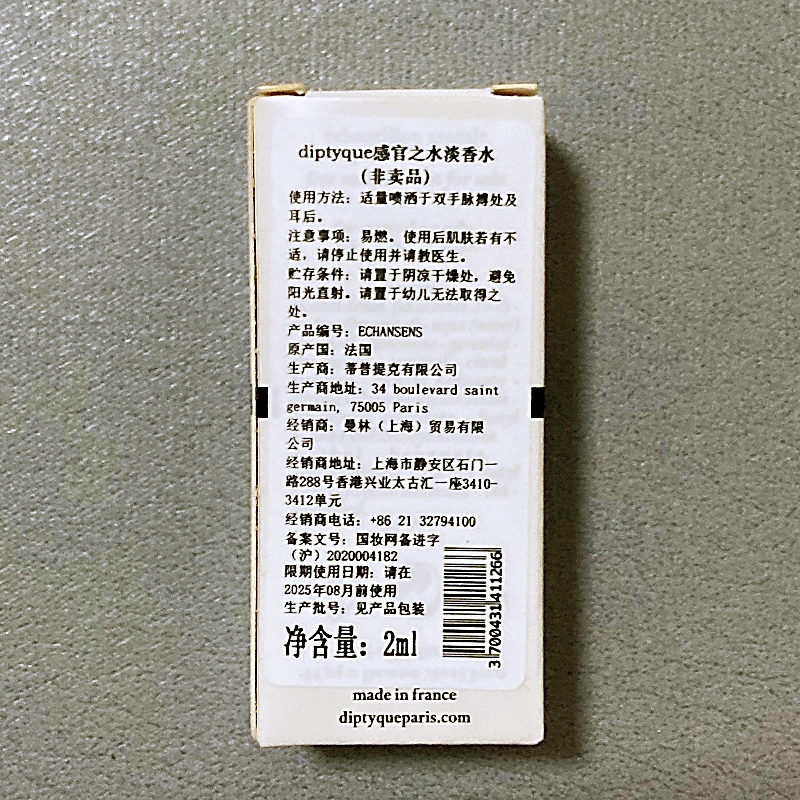 diptyque感官之水淡香水
(非卖品)
使用方法：适量喷洒于双手脉搏处及
耳后。
注意事项：易燃。使用后肌肤若有不
适，请停止使用并请教医生。
贮存条件：请置于阴凉干燥处，避免
阳光直射。请置于幼儿无法取得之
处。
产品编号：ECHANSENS
原产国：法国
生产商：蒂普提克有限公司
生产商地址：34 boulevard saint
germain, 75005 Paris
经销商：曼林（上海）贸易有限
公司
经销商地址：上海市静安区石门一
路288号香港兴业太古汇一座3410-
3412单元
经销商电话：+86 21 32794100
备案文号：国妆网备进字
（沪）2020004182
限期使用日期：请在
2025年08月前使用
生产批号：见产品包装
净含量：2ml
3 700431 411266
made in france
diptyqueparis.com